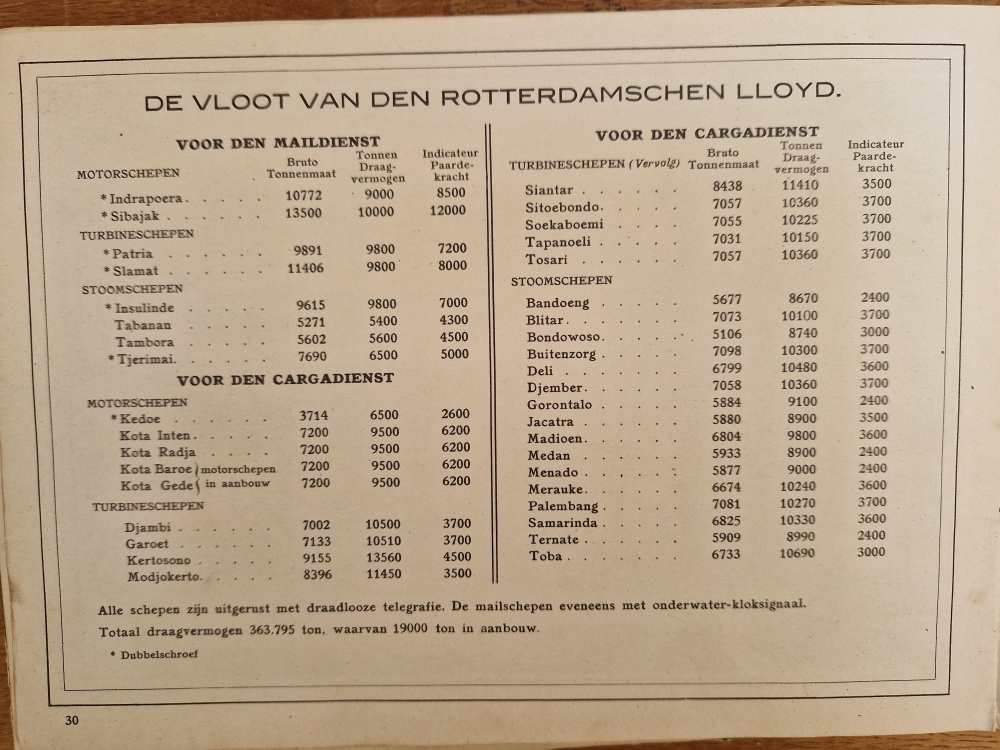 DE VLOOT VAN DEN ROTTERDAMSCHEN LLOYD.
VOOR DEN MAILDIENST
MOTORSCHEPEN Bruto Tonnenmaat Tonnen Draag-vermogen Indicateur Paarde-kracht
* Indrapoera. . . . . 10772 9000 8500
* Sibajak . . . . . . 13500 10000 12000
TURBINESCHEPEN
* Patria . . . . . . 9891 9800 7200
* Slamat . . . . . . 11406 9800 8000
STOOMSCHEPEN
* Insulinde . . . . . 9615 9800 7000
Tabanan . . . . . 5271 5400 4300
Tambora . . . . . 5602 5600 4500
* Tjerimai. . . . . . 7690 6500 5000
VOOR DEN CARGADIENST
MOTORSCHEPEN
* Kedoe . . . . . . 3714 6500 2600
Kota Inten. . . . . 7200 9500 6200
Kota Radja . . . . 7200 9500 6200
Kota Baroe } motorschepen 7200 9500 6200
Kota Gede } in aanbouw 7200 9500 6200
TURBINESCHEPEN
Djambi . . . . . . 7002 10500 3700
Garoet . . . . . . 7133 10510 3700
Kertosono . . . . . 9155 13560 4500
Modjokerto. . . . . 8396 11450 3500
VOOR DEN CARGADIENST
TURBINESCHEPEN (Vervolg) Bruto Tonnenmaat Tonnen Draag-vermogen Indicateur Paarde-kracht
Siantar . . . . . . 8438 11410 3500
Sitoebondo. . . . . 7057 10360 3700
Soekaboemi . . . . 7055 10225 3700
Tapanoeli . . . . . 7031 10150 3700
Tosari . . . . . . 7057 10360 3700
STOOMSCHEPEN
Bandoeng . . . . . 5677 8670 2400
Blitar. . . . . . . 7073 10100 3700
Bondowoso. . . . . 5106 8740 3000
Buitenzorg . . . . . 7098 10300 3700
Deli . . . . . . . 6799 10480 3600
Djember. . . . . . 7058 10360 3700
Gorontalo . . . . . 5884 9100 2400
Jacatra . . . . . . 5880 8900 3500
Madioen. . . . . . 6804 9800 3600
Medan . . . . . . 5933 8900 2400
Menado . . . . . . 5877 9000 2400
Merauke. . . . . . 6674 10240 3600
Palembang . . . . . 7081 10270 3700
Samarinda . . . . . 6825 10330 3600
Ternate . . . . . . 5909 8990 2400
Toba . . . . . . . 6733 10690 3000
Alle schepen zijn uitgerust met draadlooze telegrafie. De mailschepen eveneens met onderwater-kloksignaal.
Totaal draagvermogen 363.795 ton, waarvan 19000 ton in aanbouw.
* Dubbelschroef
30